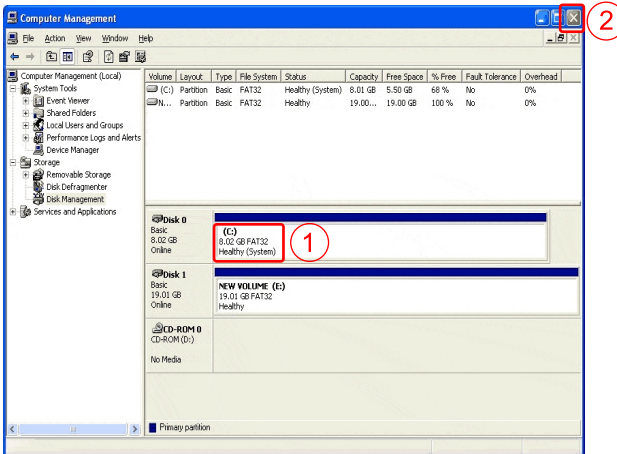 Computer Management
2
File Action View Window Help
Computer Management (Local)
System Tools
Event Viewer
Shared Folders
Local Users and Groups
Performance Logs and Alerts
Device Manager
Storage
Removable Storage
Disk Defragmenter
Disk Management
Services and Applications
Volume Layout Type File System Status Capacity Free Space % Free Fault Tolerance Overhead
(C:) Partition Basic FAT32 Healthy (System) 8.01 GB 5.50 GB 68 % No 0%
N... Partition Basic FAT32 Healthy 19.00... 19.00 GB 100 % No 0%
Disk 0
Basic
8.02 GB
Online
(C:)
8.02 GB FAT32
Healthy (System)
1
Disk 1
Basic
19.01 GB
Online
NEW VOLUME (E:)
19.01 GB FAT32
Healthy
CD-ROM 0
CD-ROM (D:)
No Media
Primary partition